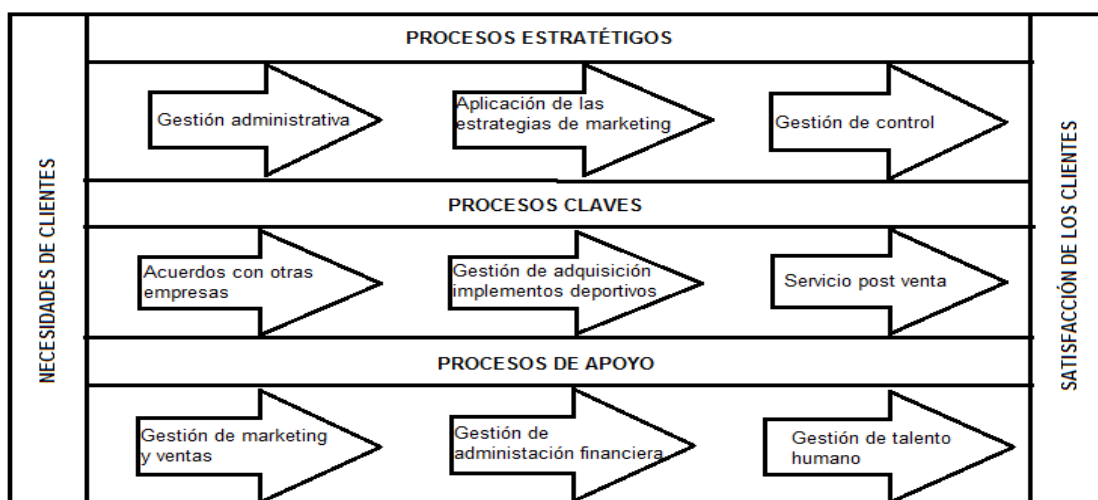 PROCESOS ESTRATÉTIGOS
Gestión administrativa
Aplicación de las
estrategias de marketing
Gestión de control
NECESIDADES DE CLIENTES
PROCESOS CLAVES
Acuerdos con otras
empresas
Gestión de adquisición
implementos deportivos
Servicio post venta
SATISFACCIÓN DE LOS CLIENTES
PROCESOS DE APOYO
Gestión de marketing
y ventas
Gestión de
administación financiera
Gestión de talento
humano